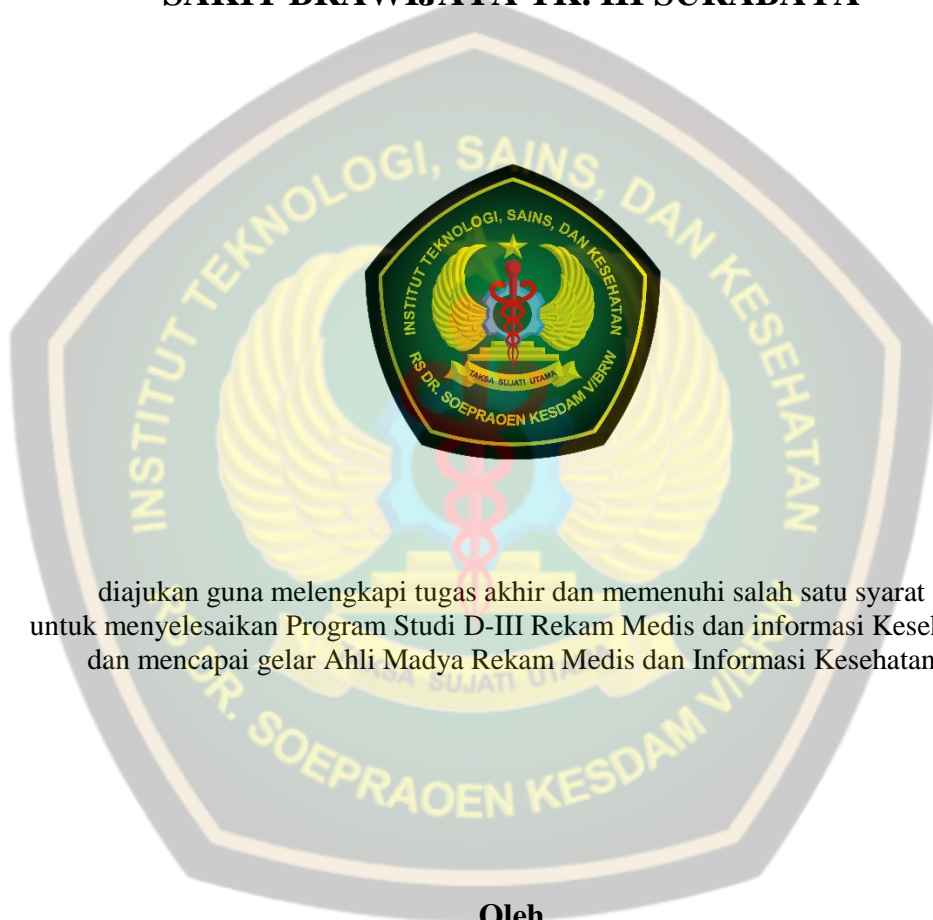 SAKIT BRAWIJAYA TK. III SURABAYA
INSTITUT TEKNOLOGI, SAINS, DAN KESEHATAN
RS DR. SOEPRAOEN KESDAM V/BRW
TAKSA SUJATI UTAMA
INSTITUT TEKNOLOGI, SAINS, DAN KESEHATAN
TAKSA SUJATI UTAMA
RS DR. SOEPRAOEN KESDAM V/BRW
diajukan guna melengkapi tugas akhir dan memenuhi salah satu syarat
untuk menyelesaikan Program Studi D-III Rekam Medis dan informasi
dan mencapai gelar Ahli Madya Rekam Medis dan Informasi Kesehatan
Oleh